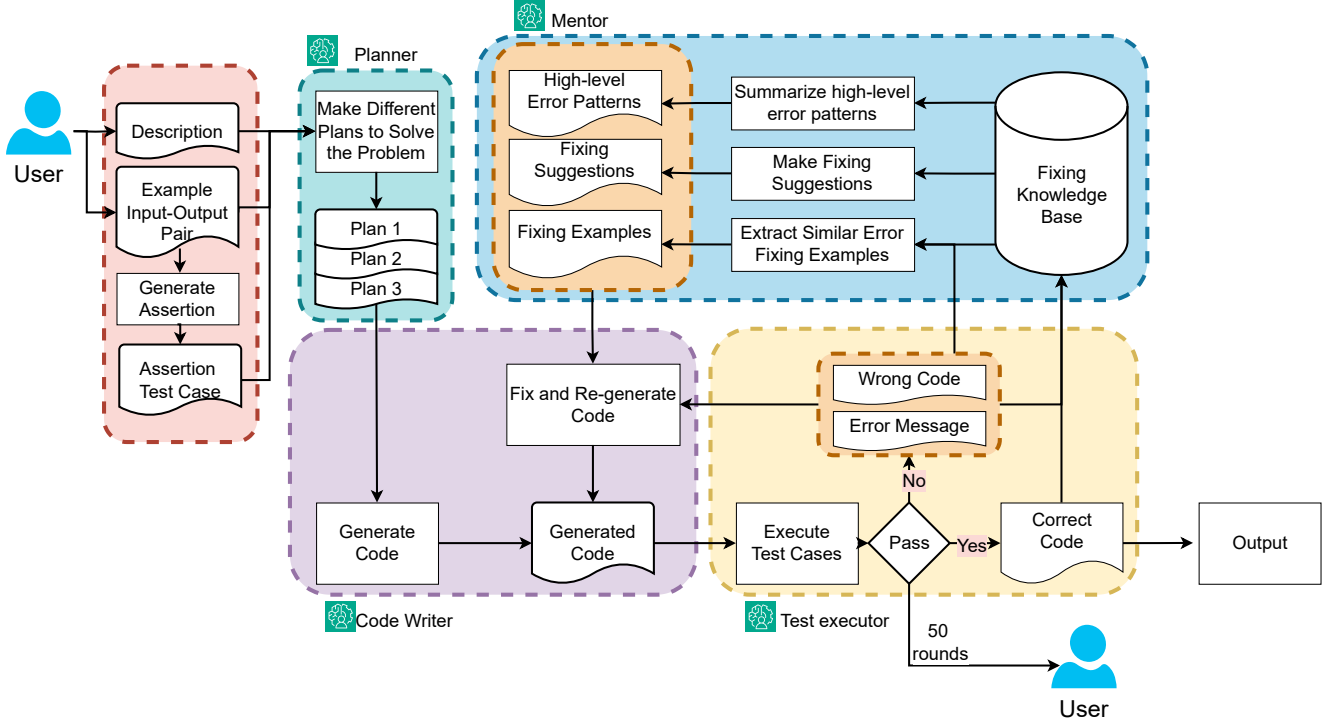 Mentor
Planner
User
Description
Example
Input-Output
Pair
Generate
Assertion
Assertion
Test Case
Make Different
Plans to Solve
the Problem
Plan 1
Plan 2
Plan 3
High-level
Error Patterns
Fixing
Suggestions
Fixing Examples
Summarize high-level
error patterns
Make Fixing
Suggestions
Extract Similar Error
Fixing Examples
Fixing
Knowledge
Base
Fix and Re-generate
Code
Generate
Code
Generated
Code
Code Writer
Wrong Code
Error Message
No
Execute
Test Cases
Pass
Yes
Correct
Code
Output
Test executor
50
rounds
User